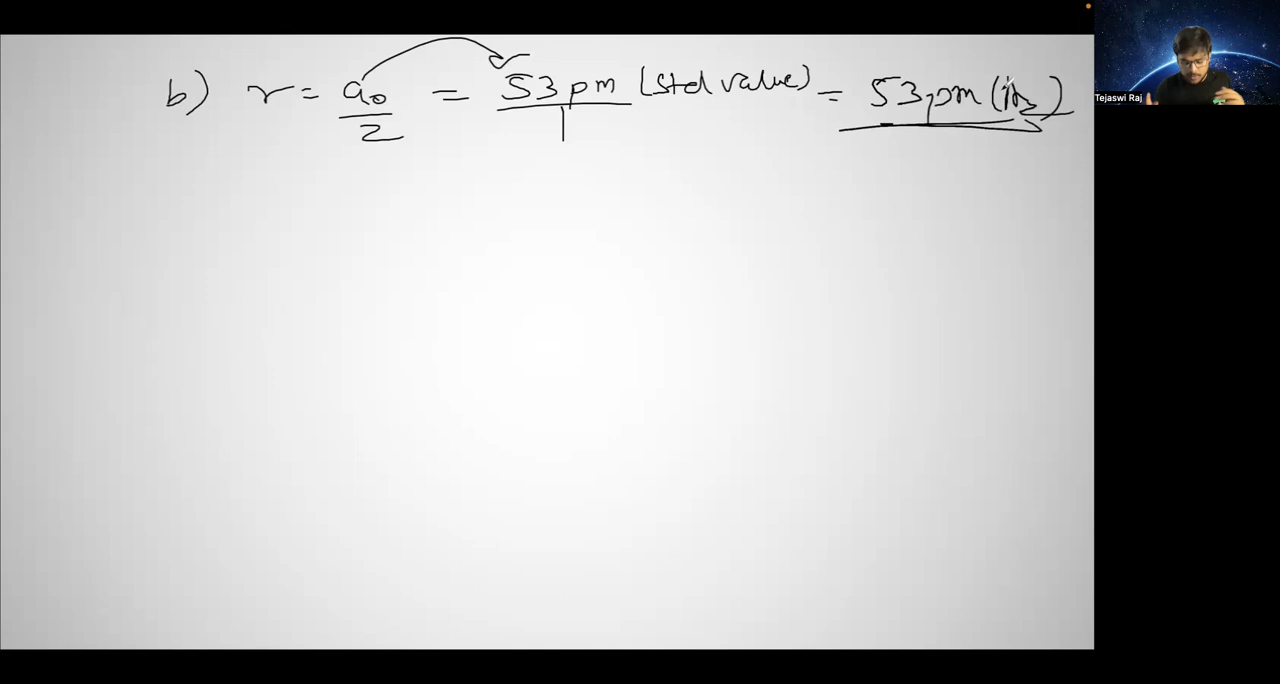 b) r = a₀/2 = 53 pm (std value) = 53 pm
Tejaswi Raj